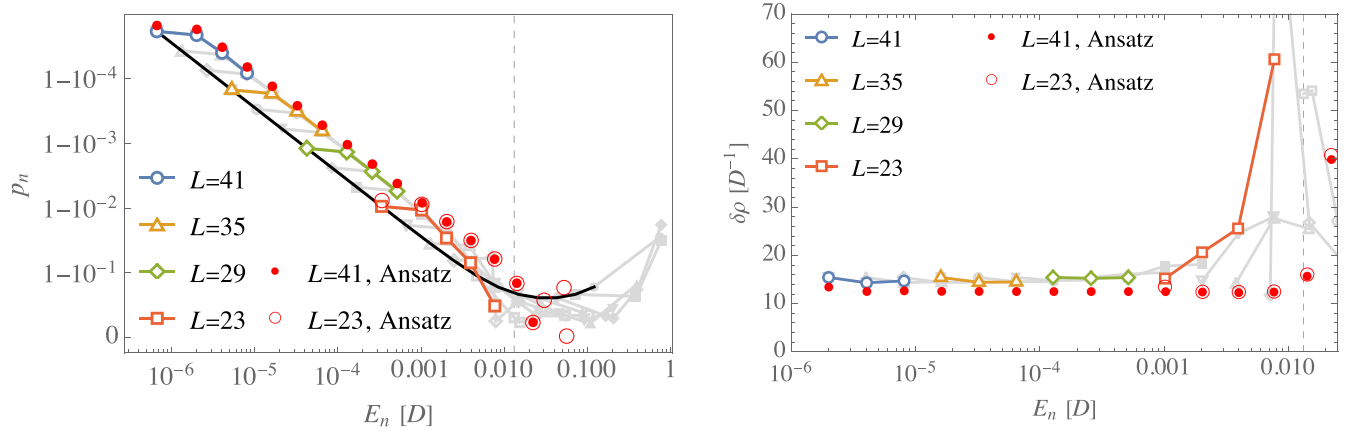 1-10⁻⁴
1-10⁻³
1-10⁻²
1-10⁻¹
0
pₙ
L=41
L=35
L=29
L=23
L=41, Ansatz
L=23, Ansatz
10⁻⁶
10⁻⁵
10⁻⁴
0.001
0.010
0.100
1
Eₙ [D]
70
60
50
40
30
20
10
0
δρ [D⁻¹]
L=41
L=35
L=29
L=23
L=41, Ansatz
L=23, Ansatz
10⁻⁶
10⁻⁵
10⁻⁴
0.001
0.010
Eₙ [D]